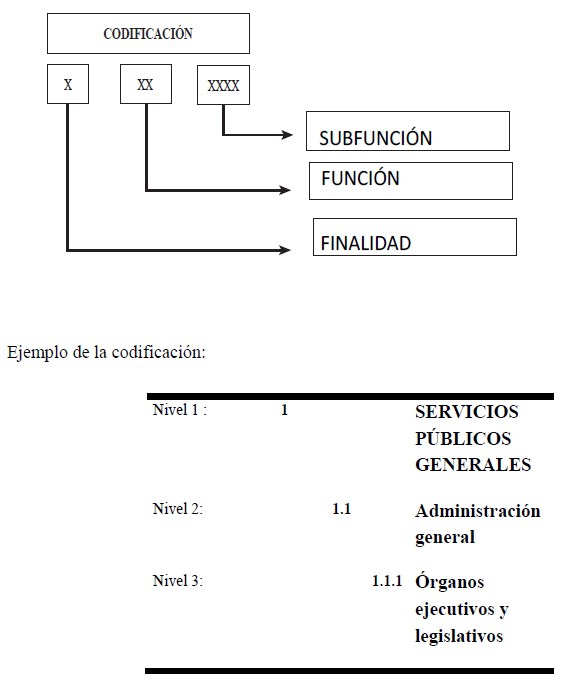 CODIFICACIÓN
X XX XXXX
SUBFUNCIÓN
FUNCIÓN
FINALIDAD
Ejemplo de la codificación:
Nivel 1 : 1 SERVICIOS
PÚBLICOS
GENERALES
Nivel 2: 1.1 Administración
general
Nivel 3: 1.1.1 Órganos
ejecutivos y
legislativos